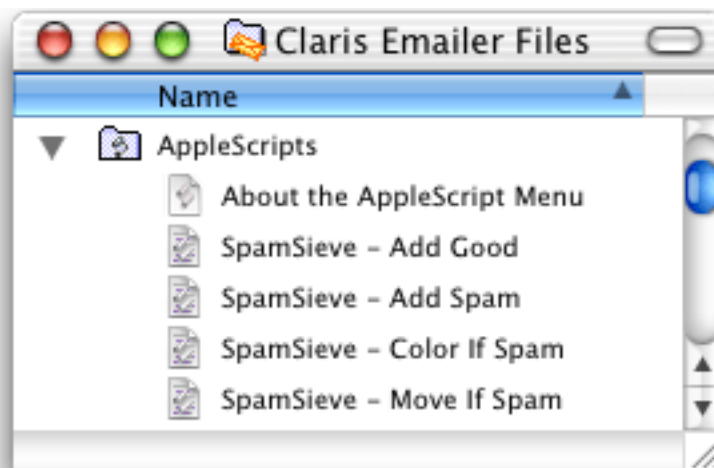 Claris Emailer Files
Name
AppleScripts
About the AppleScript Menu
SpamSieve – Add Good
SpamSieve – Add Spam
SpamSieve – Color If Spam
SpamSieve – Move If Spam